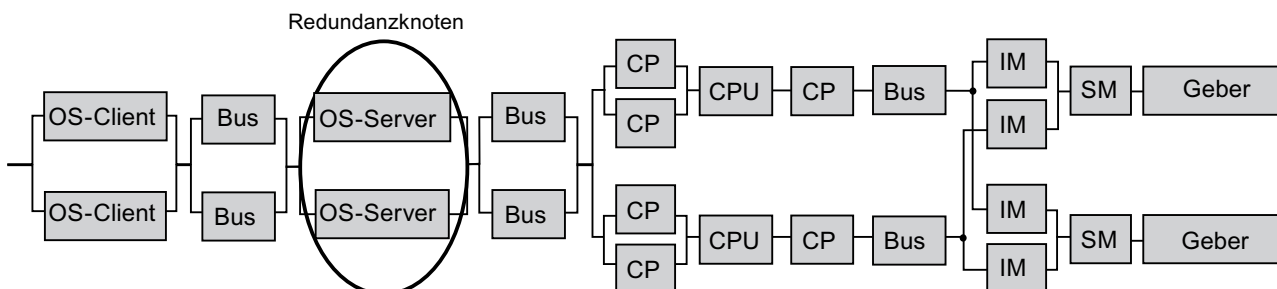 Redundanzknoten
OS-Client
Bus
OS-Server
Bus
CP
CP
CPU
CP
Bus
IM
IM
SM
Geber
OS-Client
Bus
OS-Server
Bus
CP
CP
CPU
CP
Bus
IM
IM
SM
Geber